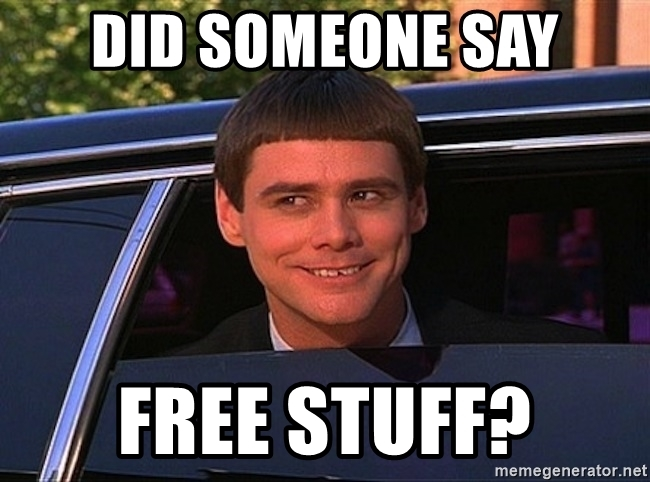 DID SOMEONE SAY
FREE STUFF?
memegenerator.net